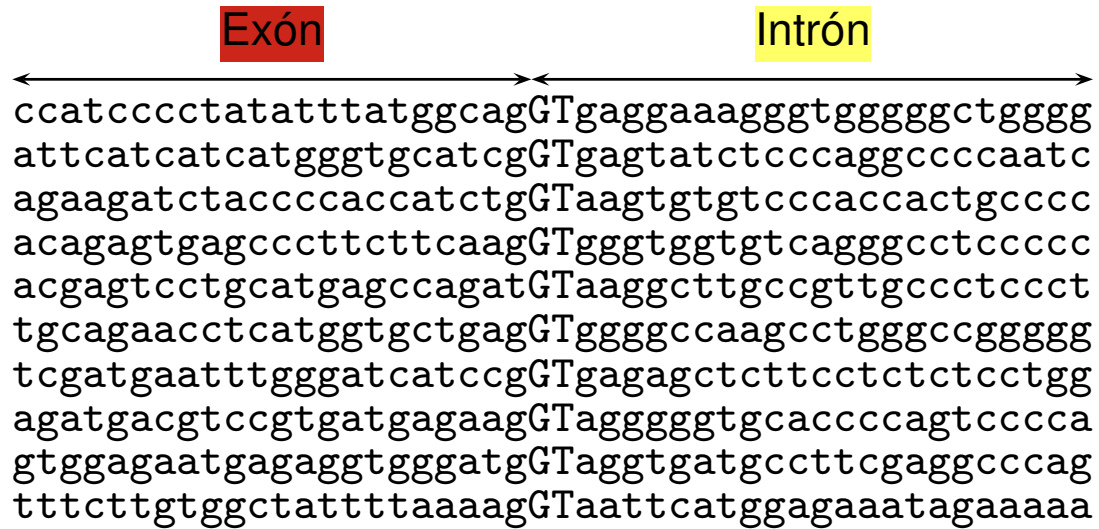 Exón Intrón
ccatcccctatatttatggcagGTgaggaaagggtgggggctgggg
attcatcatcatgggtgcatcgGTgagtatctcccaggccccaatc
agaagatctaccccaccatctgGTaagtgtgtcccaccactgcccc
acagagtgagcccttcttcaagGTgggtggtgtcagggcctccccc
acgagtcctgcatgagccagatGTaaggcttgccgttgccctccct
tgcagaacctcatggtgctgagGTggggccaagcctgggccggggg
tcgatgaatttgggatcatccgGTgagagctcttcctctctcctgg
agatgacgtccgtgatgagaagGTagggggtgcaccccagtcccca
gtggagaatgagaggtgggatgGTaggtgatgccttcgaggcccag
tttcttgtggctattttaaaagGTaattcatggagaaatagaaaaa